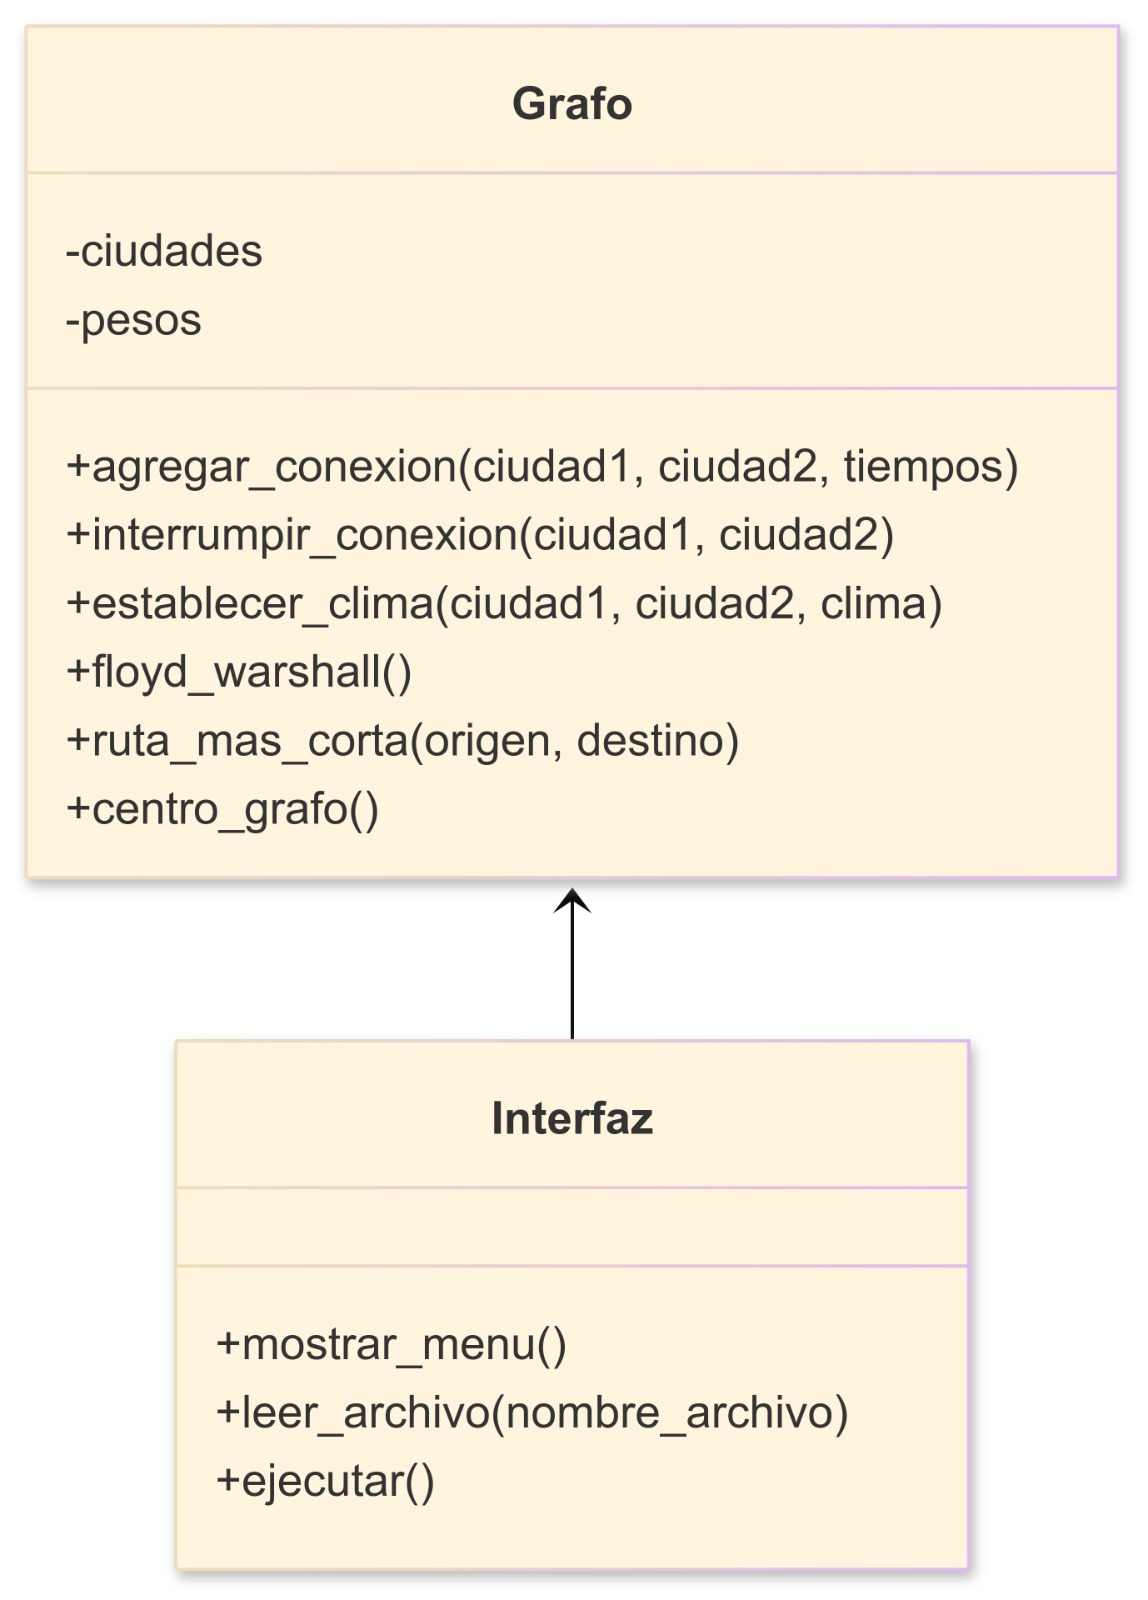 Grafo
-ciudades
-pesos
+agregar_conexion(ciudad1, ciudad2, tiempos)
+interrumpir_conexion(ciudad1, ciudad2)
+establecer_clima(ciudad1, ciudad2, clima)
+floyd_warshall()
+ruta_mas_corta(origen, destino)
+centro_grafo()
Interfaz
+mostrar_menu()
+leer_archivo(nombre_archivo)
+ejecutar()